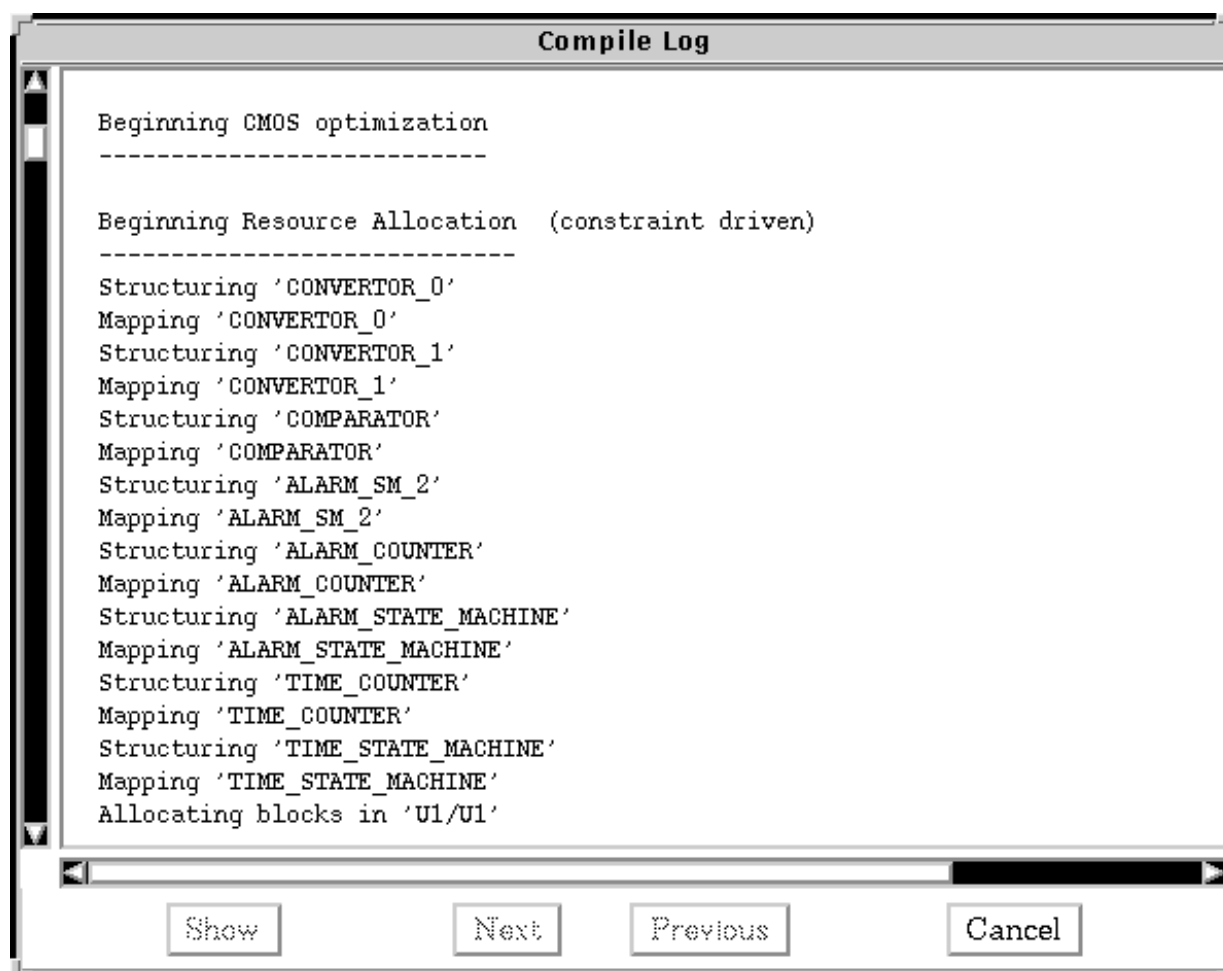 Compile Log
Beginning CMOS optimization
---------------------------
Beginning Resource Allocation  (constraint driven)
-----------------------------
Structuring 'CONVERTOR_0'
Mapping 'CONVERTOR_0'
Structuring 'CONVERTOR_1'
Mapping 'CONVERTOR_1'
Structuring 'COMPARATOR'
Mapping 'COMPARATOR'
Structuring 'ALARM_SM_2'
Mapping 'ALARM_SM_2'
Structuring 'ALARM_COUNTER'
Mapping 'ALARM_COUNTER'
Structuring 'ALARM_STATE_MACHINE'
Mapping 'ALARM_STATE_MACHINE'
Structuring 'TIME_COUNTER'
Mapping 'TIME_COUNTER'
Structuring 'TIME_STATE_MACHINE'
Mapping 'TIME_STATE_MACHINE'
Allocating blocks in 'U1/U1'
Show Next Previous Cancel